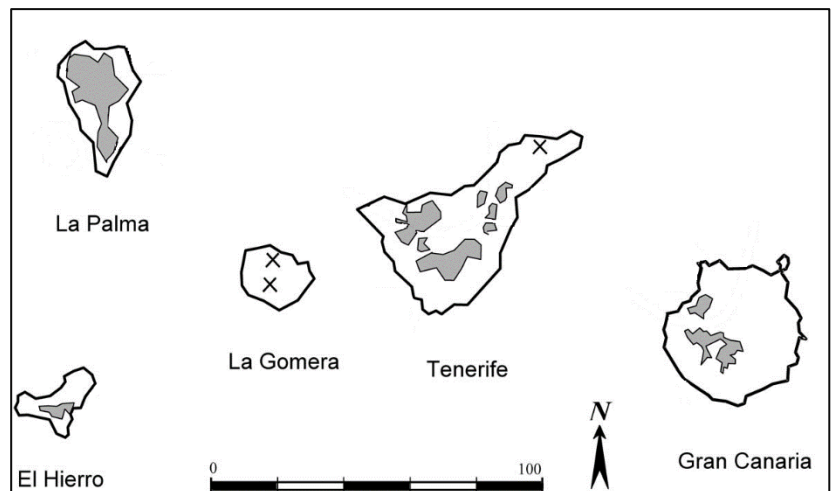 La Palma
La Gomera
Tenerife
N
Gran Canaria
El Hierro
0 100